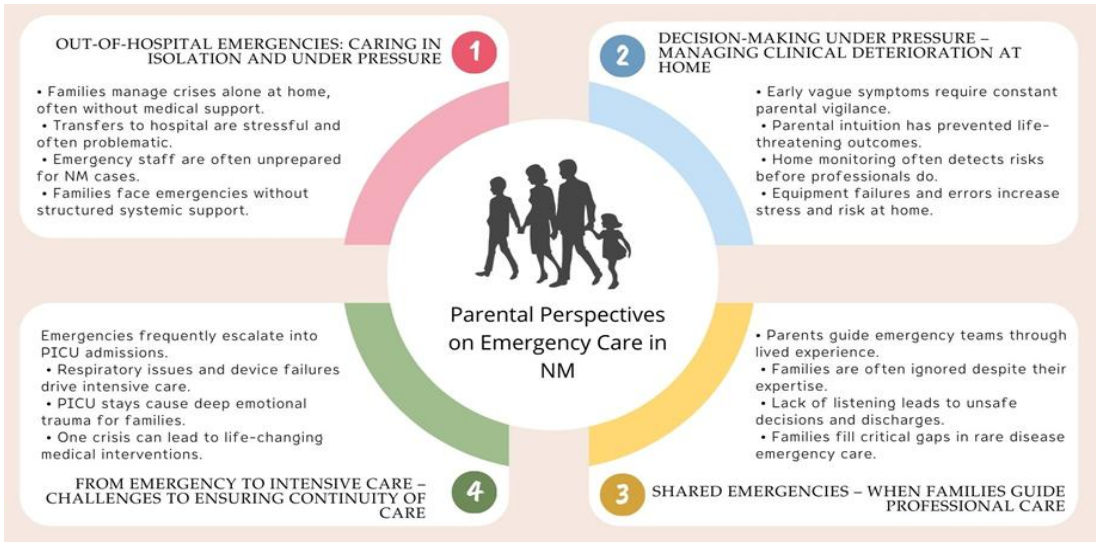 OUT-OF-HOSPITAL EMERGENCIES: CARING IN
ISOLATION AND UNDER PRESSURE
1
• Families manage crises alone at home,
often without medical support.
• Transfers to hospital are stressful and
often problematic.
• Emergency staff are often unprepared
for NM cases.
• Families face emergencies without
structured systemic support.
2
DECISION-MAKING UNDER PRESSURE –
MANAGING CLINICAL DETERIORATION AT
HOME
• Early vague symptoms require constant
parental vigilance.
• Parental intuition has prevented life-
threatening outcomes.
• Home monitoring often detects risks
before professionals do.
• Equipment failures and errors increase
stress and risk at home.
Parental Perspectives
on Emergency Care in
NM
• Parents guide emergency teams through
lived experience.
• Families are often ignored despite their
expertise.
• Lack of listening leads to unsafe
decisions and discharges.
• Families fill critical gaps in rare disease
emergency care.
3
SHARED EMERGENCIES – WHEN FAMILIES GUIDE
PROFESSIONAL CARE
Emergencies frequently escalate into
PICU admissions.
• Respiratory issues and device failures
drive intensive care.
• PICU stays cause deep emotional
trauma for families.
• One crisis can lead to life-changing
medical interventions.
FROM EMERGENCY TO INTENSIVE CARE –
CHALLENGES TO ENSURING CONTINUITY OF
CARE
4